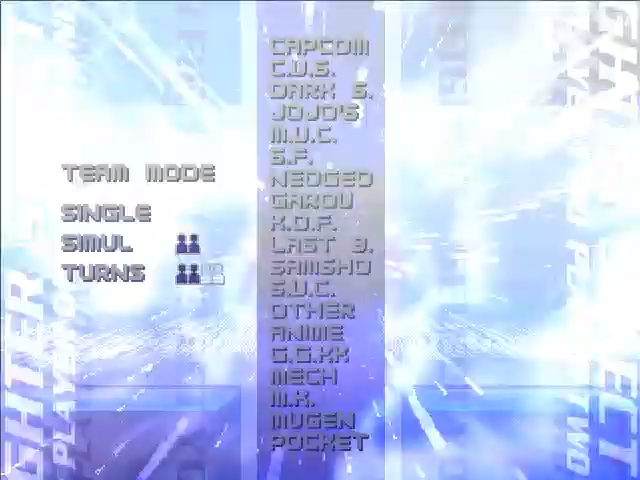 TEAM MODE
SINGLE
SIMUL
TURNS
CAPCOM
C.V.S.
DARK S.
JOJO'S
M.V.C.
S.F.
NEOGEO
GAROU
K.O.F.
LAST B.
SAMSHO
S.V.C.
OTHER
ANIME
G.G.XX
MECH
M.K.
MUGEN
POCKET